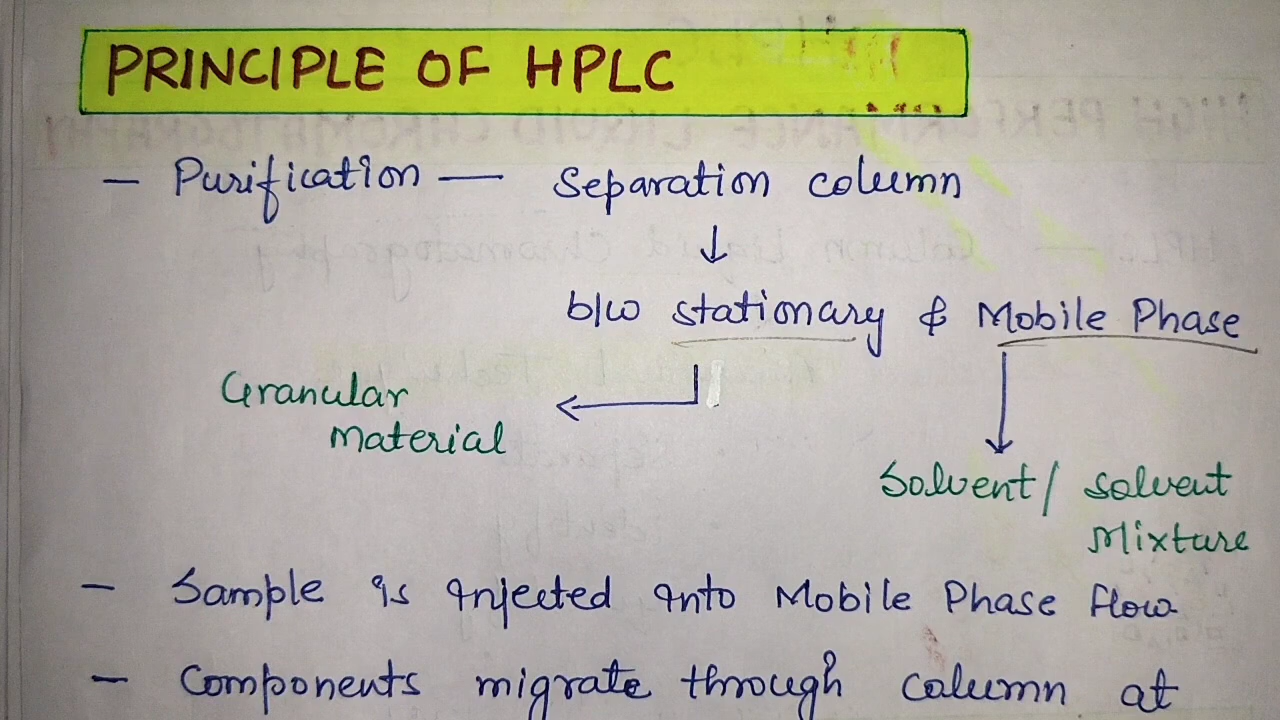 PRINCIPLE OF HPLC
- Purification — Separation column
↓
b/w stationary & Mobile Phase
Granular
Material
Solvent / Solvent
Mixture
- Sample is Injected Into Mobile Phase flow
- Components migrate through column at